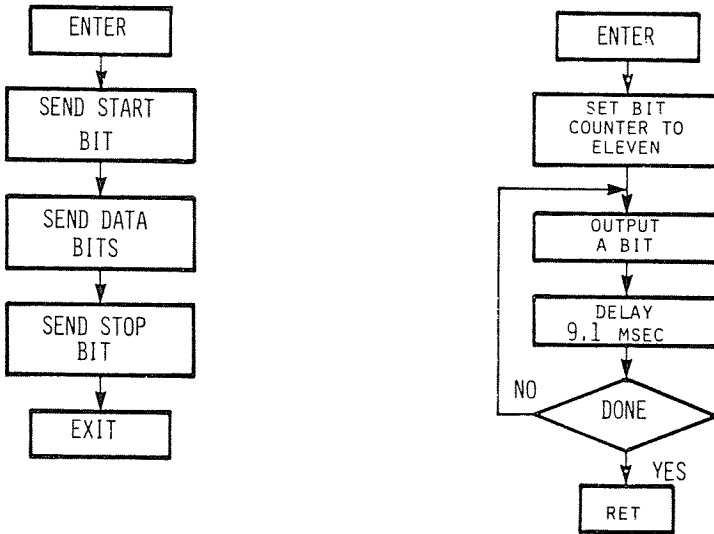 ENTER
SEND START
BIT
SEND DATA
BITS
SEND STOP
BIT
EXIT
ENTER
SET BIT
COUNTER TO
ELEVEN
OUTPUT
A BIT
DELAY
9.1 MSEC
NO
DONE
YES
RET